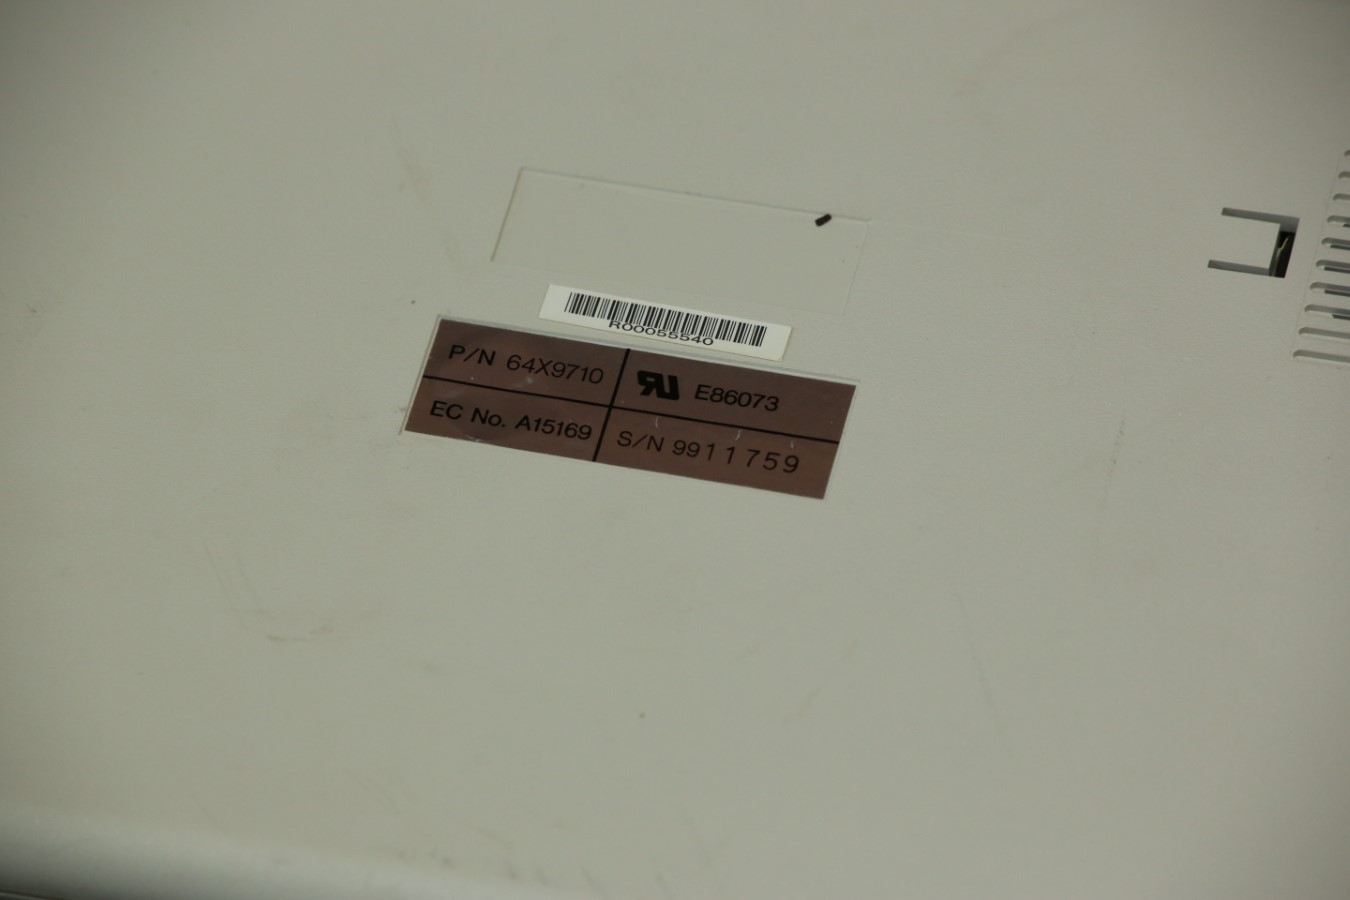 R00055540
P/N 64X9710
E86073
EC No. A15169
S/N 9911759